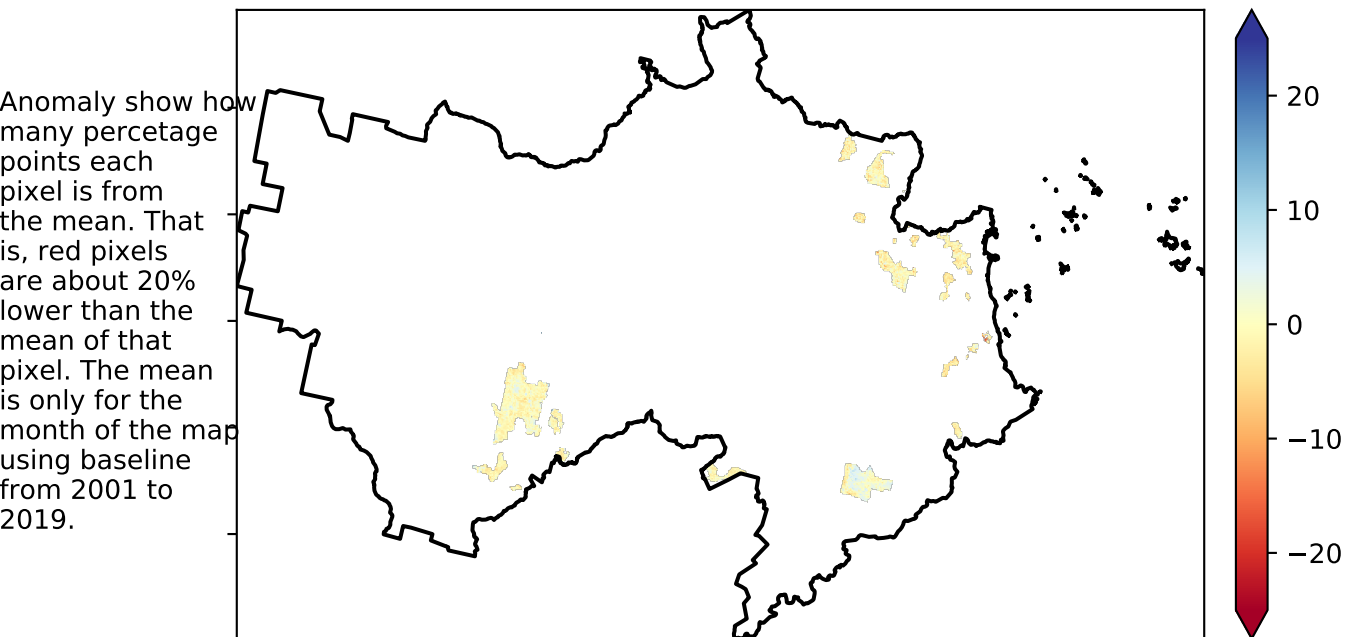 Anomaly show how
many percetage
points each
pixel is from
the mean. That
is, red pixels
are about 20%
lower than the
mean of that
pixel. The mean
is only for the
month of the map
using baseline
from 2001 to
2019.
20
10
0
−10
−20